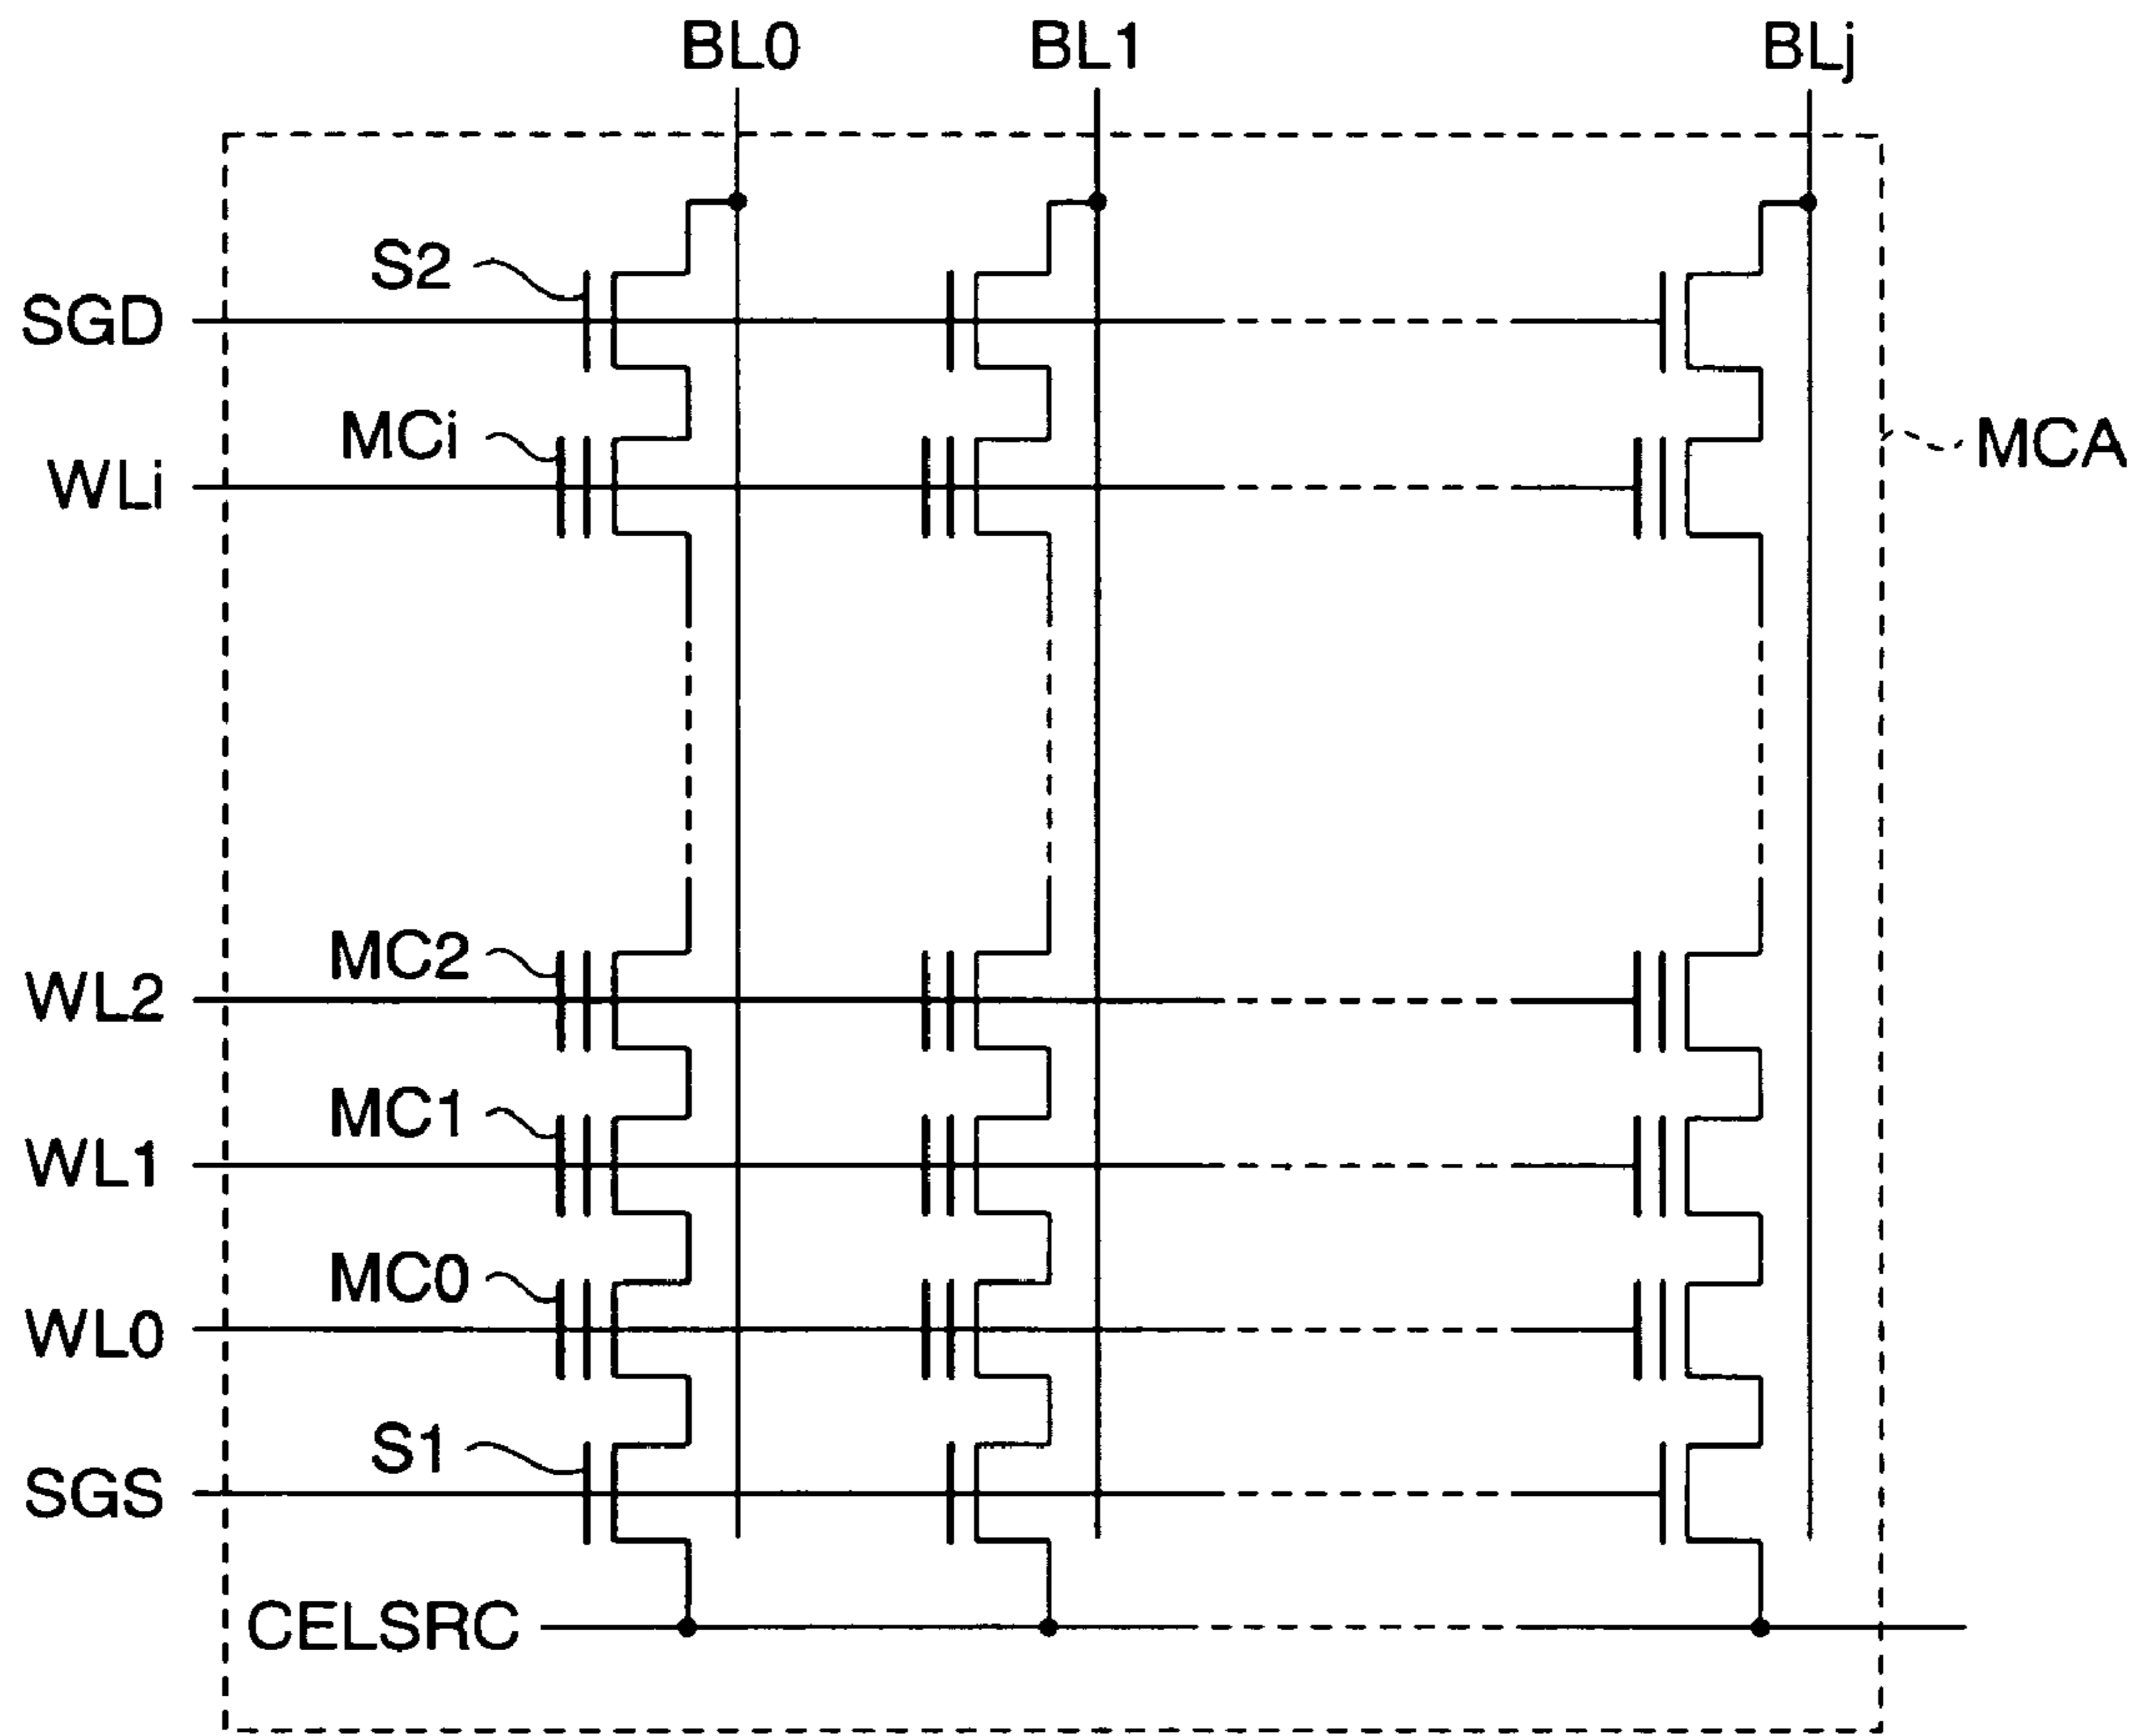 BL0 BL1 BLj
S2
SGD
MCi
WLi
MCA
MC2
WL2
MC1
WL1
MC0
WL0
S1
SGS
CELSRC